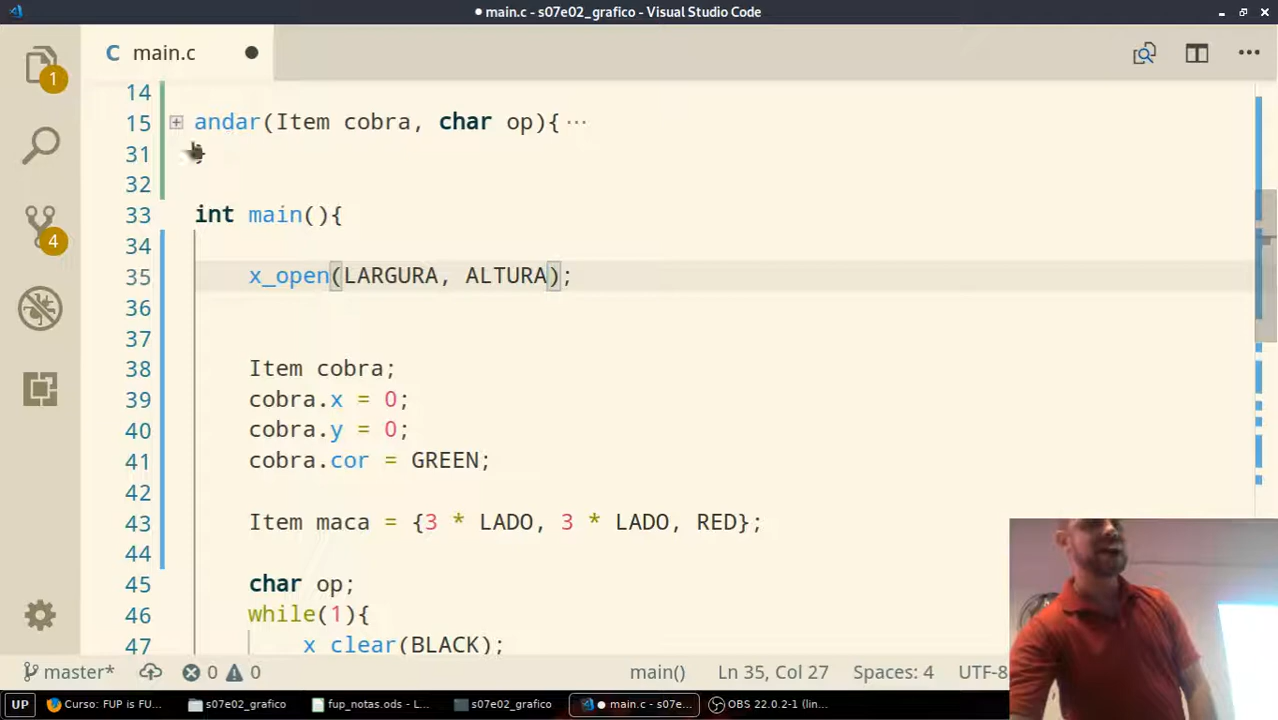 ● main.c - s07e02_grafico - Visual Studio Code
C main.c ●
1
4
14
15 andar(Item cobra, char op){ ···
31 }
32
33 int main(){
34
35 x_open(LARGURA, ALTURA);
36
37
38 Item cobra;
39 cobra.x = 0;
40 cobra.y = 0;
41 cobra.cor = GREEN;
42
43 Item maca = {3 * LADO, 3 * LADO, RED};
44
45 char op;
46 while(1){
47 x_clear(BLACK);
master* 0 0 main() Ln 35, Col 27 Spaces: 4 UTF-8
UP Curso: FUP is FU... s07e02_grafico fup_notas.ods - L... s07e02_grafico ● main.c - s07e... OBS 22.0.2-1 (lin...